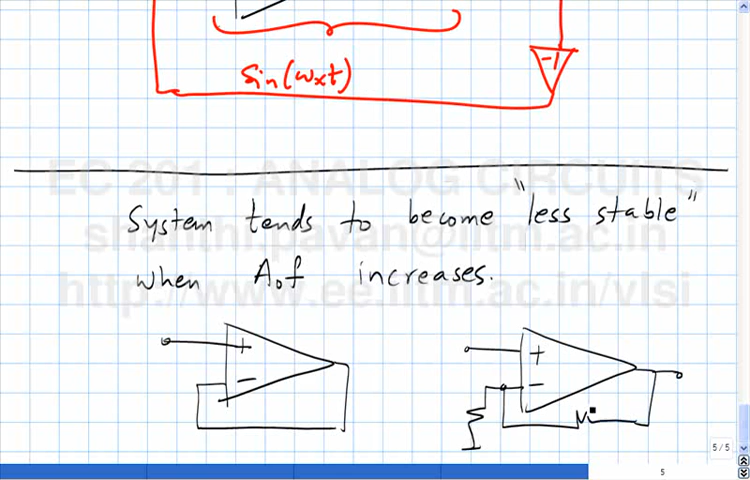 -1
sin(ωxt)
EC 201 : ANALOG CIRCUITS
System tends to become "less stable"
shanthi.pavan@iitm.ac.in
when A₀f increases.
http://www.ee.iitm.ac.in/vlsi
+ +
- -
5/5
5